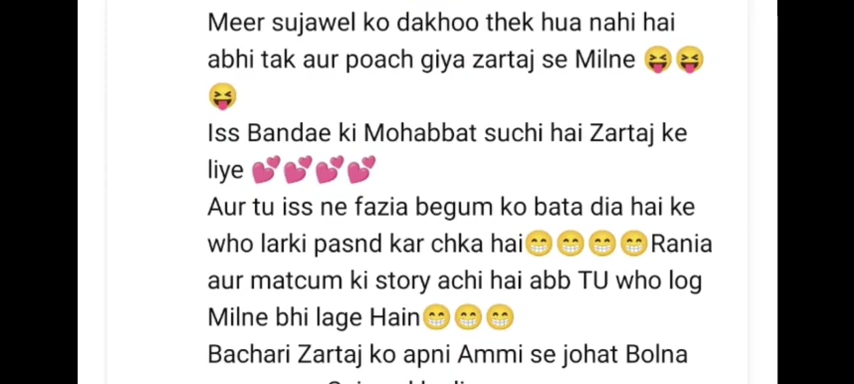 Meer sujawel ko dakhoo thek hua nahi hai
abhi tak aur poach giya zartaj se Milne 😝😝
😝
Iss Bandae ki Mohabbat suchi hai Zartaj ke
liye 💕💕💕💕
Aur tu iss ne fazia begum ko bata dia hai ke
who larki pasnd kar chka hai😁😁😁😁Rania
aur matcum ki story achi hai abb TU who log
Milne bhi lage Hain😁😁😁
Bachari Zartaj ko apni Ammi se johat Bolna